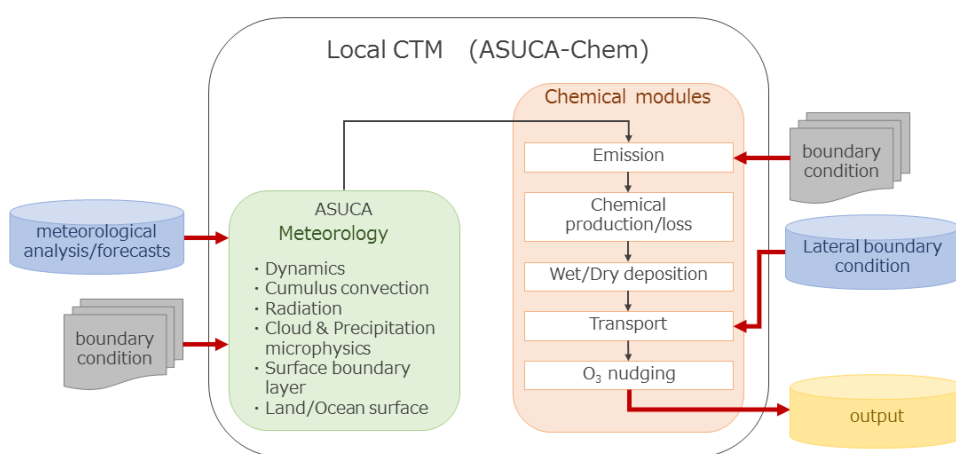 Local CTM (ASUCA-Chem)
meteorological
analysis/forecasts
boundary
condition
ASUCA
Meteorology
・Dynamics
・Cumulus convection
・Radiation
・Cloud & Precipitation
microphysics
・Surface boundary
layer
・Land/Ocean surface
Chemical modules
Emission
Chemical
production/loss
Wet/Dry deposition
Transport
O₃ nudging
boundary
condition
Lateral boundary
condition
output